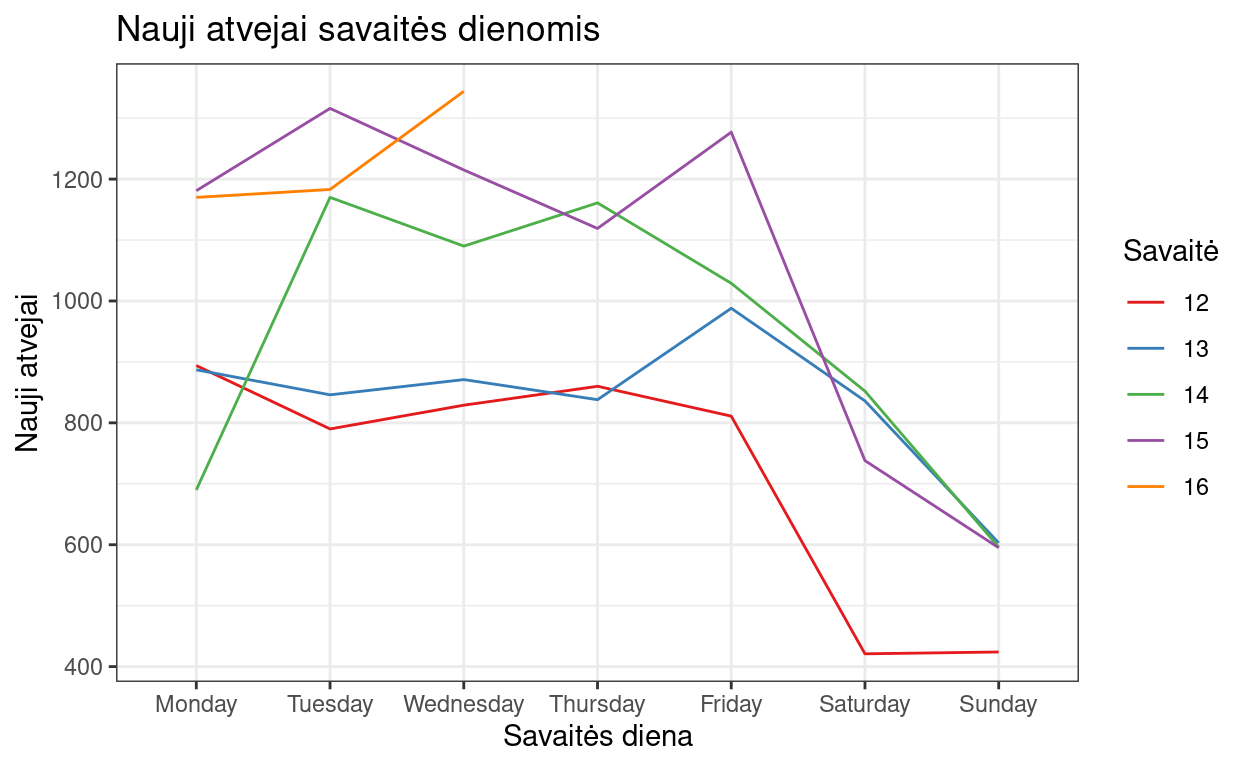 Nauji atvejai savaitės dienomis
Nauji atvejai
1200
1000
800
600
400
Monday Tuesday Wednesday Thursday Friday Saturday Sunday
Savaitės diena
Savaitė
12
13
14
15
16